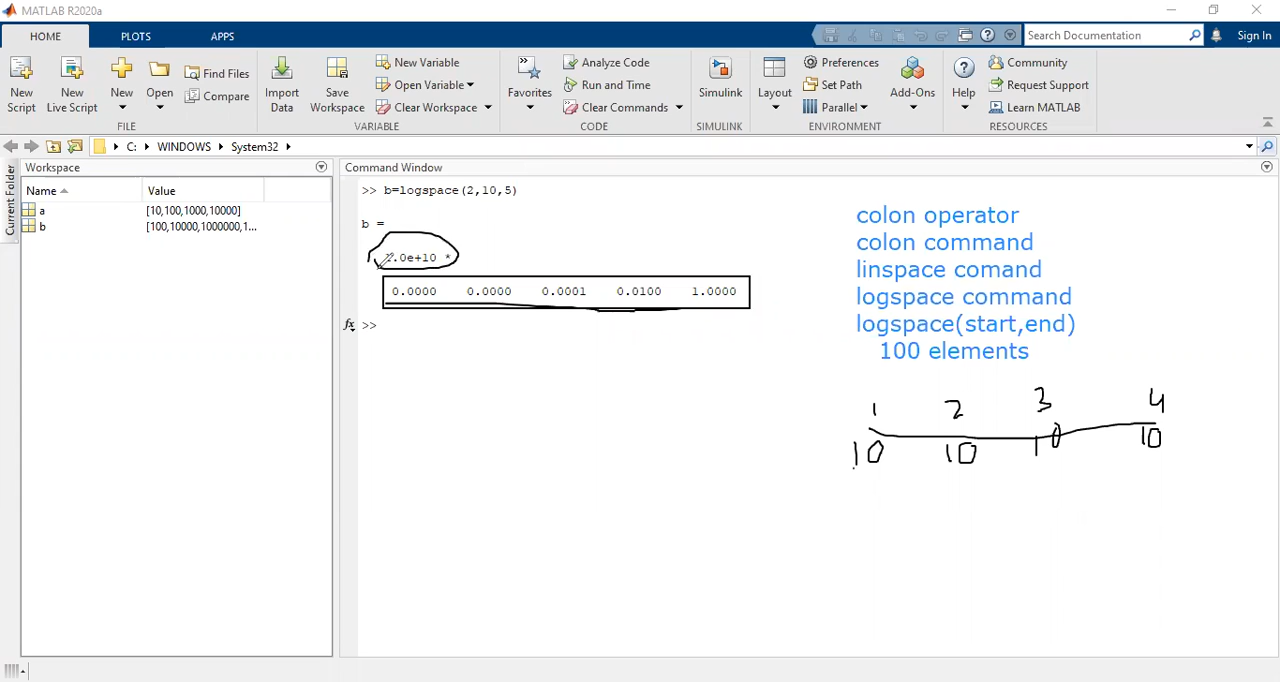 MATLAB R2020a
HOME PLOTS APPS Search Documentation Sign In
New Script
New Live Script
New
Open
Find Files
Compare
FILE
Import Data
Save Workspace
New Variable
Open Variable
Clear Workspace
VARIABLE
Favorites
Analyze Code
Run and Time
Clear Commands
CODE
Simulink
SIMULINK
Layout
Preferences
Set Path
Parallel
Add-Ons
ENVIRONMENT
Help
Community
Request Support
Learn MATLAB
RESOURCES
C: WINDOWS System32
Current Folder
Workspace
Name Value
a [10,100,1000,10000]
b [100,10000,1000000,1...
Command Window
>> b=logspace(2,10,5)
b =
.0e+10 *
0.0000 0.0000 0.0001 0.0100 1.0000
fx >>
colon operator
colon command
linspace comand
logspace command
logspace(start,end)
100 elements
1 2 3 4
10 10 10 10